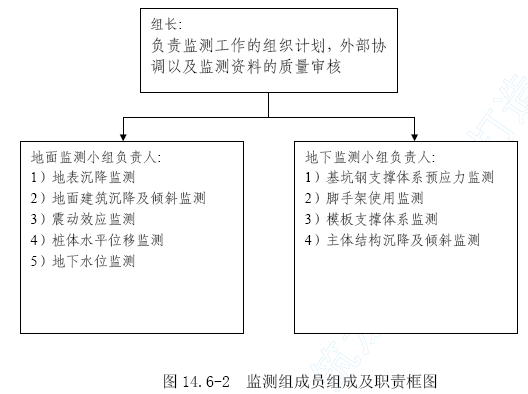 组长:
负责监测工作的组织计划，外部协
调以及监测资料的质量审核
地面监测小组负责人:
1）地表沉降监测
2）地面建筑沉降及倾斜监测
3）震动效应监测
4）桩体水平位移监测
5）地下水位监测
地下监测小组负责人:
1）基坑钢支撑体系预应力监测
2）脚手架使用监测
3）模板支撑体系监测
4）主体结构沉降及倾斜监测
图 14.6-2 监测组成员组成及职责框图